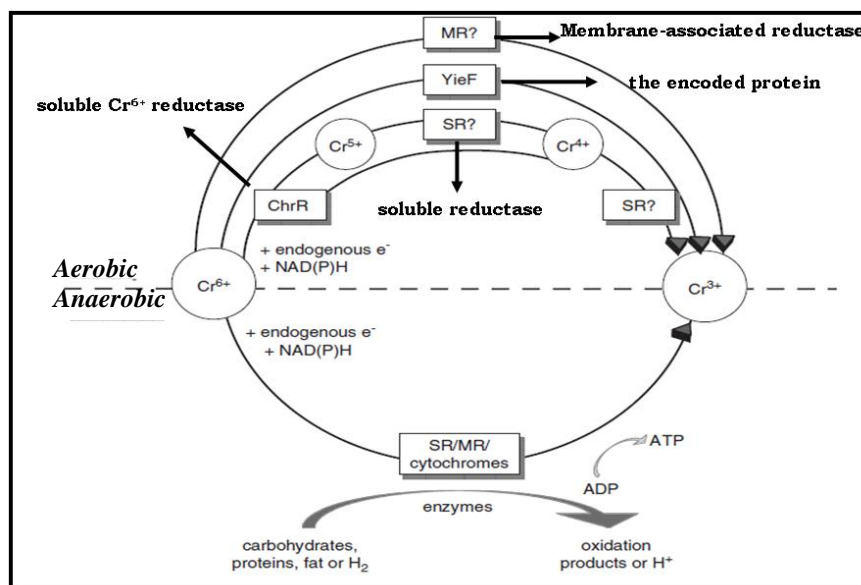 MR?
Membrane-associated reductase
YieF
the encoded protein
soluble Cr⁶⁺ reductase
SR?
Cr⁵⁺
Cr⁴⁺
ChrR
soluble reductase
SR?
+ endogenous e⁻
+ NAD(P)H
Aerobic
Anaerobic
Cr⁶⁺
Cr³⁺
+ endogenous e⁻
+ NAD(P)H
SR/MR/
cytochromes
ATP
ADP
enzymes
carbohydrates,
proteins, fat or H₂
oxidation
products or H⁺